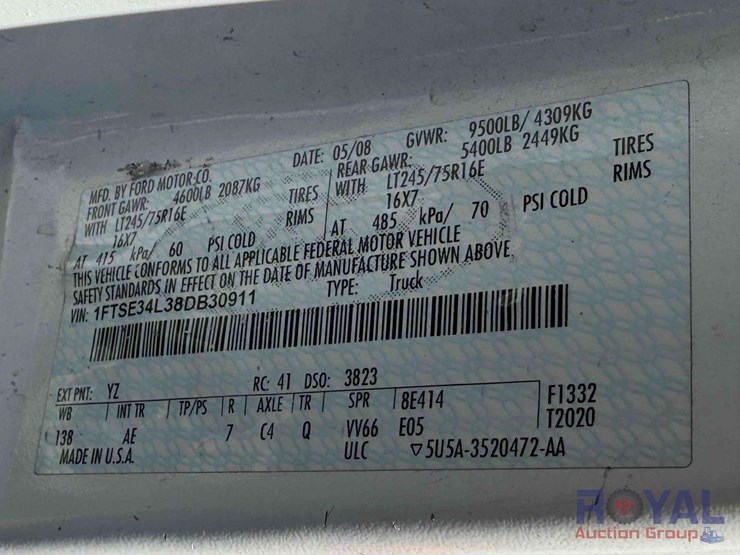 MFD. BY FORD MOTOR CO.
DATE: 05/08 GVWR: 9500LB/ 4309KG
FRONT GAWR: 4600LB 2087KG REAR GAWR: 5400LB 2449KG
WITH LT245/75R16E TIRES WITH LT245/75R16E TIRES
16X7 RIMS 16X7 RIMS
AT 415 kPa/ 60 PSI COLD AT 485 kPa/ 70 PSI COLD
THIS VEHICLE CONFORMS TO ALL APPLICABLE FEDERAL MOTOR VEHICLE
SAFETY STANDARDS IN EFFECT ON THE DATE OF MANUFACTURE SHOWN ABOVE.
VIN: 1FTSE34L38DB30911 TYPE: Truck
EXT PNT: YZ RC: 41 DSO: 3823
WB INT TR TP/PS R AXLE TR SPR 8E414 F1332
138 AE 7 C4 Q VV66 E05 T2020
MADE IN U.S.A. ULC ▽5U5A-3520472-AA
ROYAL
Auction Group